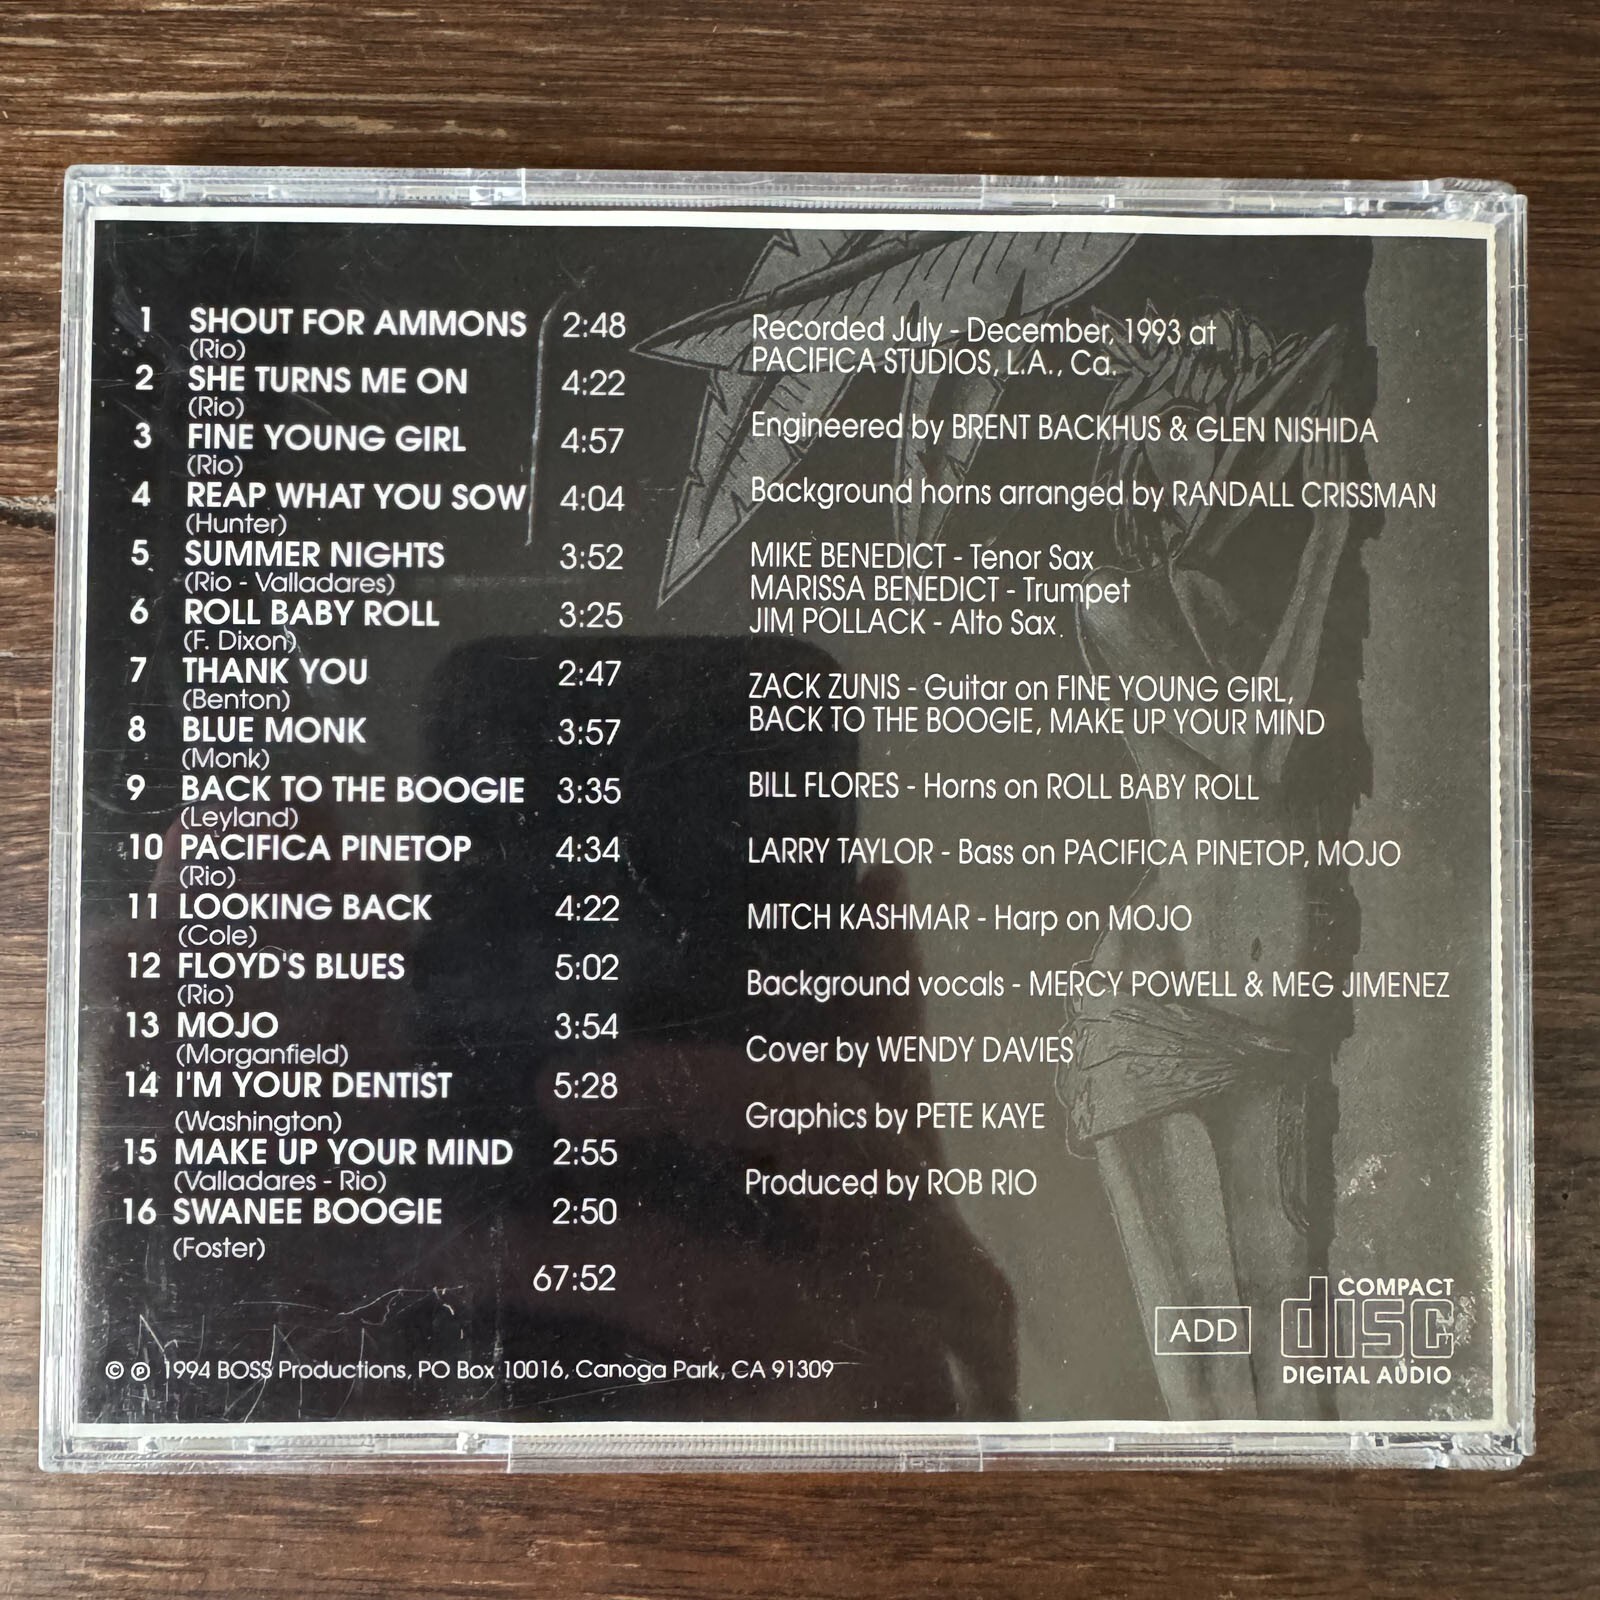 1 SHOUT FOR AMMONS 2:48
(Rio)
2 SHE TURNS ME ON 4:22
(Rio)
3 FINE YOUNG GIRL 4:57
(Rio)
4 REAP WHAT YOU SOW 4:04
(Hunter)
5 SUMMER NIGHTS 3:52
(Rio - Valladares)
6 ROLL BABY ROLL 3:25
(F. Dixon)
7 THANK YOU 2:47
(Benton)
8 BLUE MONK 3:57
(Monk)
9 BACK TO THE BOOGIE 3:35
(Leyland)
10 PACIFICA PINETOP 4:34
(Rio)
11 LOOKING BACK 4:22
(Cole)
12 FLOYD'S BLUES 5:02
(Rio)
13 MOJO 3:54
(Morganfield)
14 I'M YOUR DENTIST 5:28
(Washington)
15 MAKE UP YOUR MIND 2:55
(Valladares - Rio)
16 SWANEE BOOGIE 2:50
(Foster)
67:52
Recorded July - December, 1993 at
PACIFICA STUDIOS, L.A., Ca.
Engineered by BRENT BACKHUS & GLEN NISHIDA
Background horns arranged by RANDALL CRISSMAN
MIKE BENEDICT - Tenor Sax
MARISSA BENEDICT - Trumpet
JIM POLLACK - Alto Sax
ZACK ZUNIS - Guitar on FINE YOUNG GIRL,
BACK TO THE BOOGIE, MAKE UP YOUR MIND
BILL FLORES - Horns on ROLL BABY ROLL
LARRY TAYLOR - Bass on PACIFICA PINETOP, MOJO
MITCH KASHMAR - Harp on MOJO
Background vocals - MERCY POWELL & MEG JIMENEZ
Cover by WENDY DAVIES
Graphics by PETE KAYE
Produced by ROB RIO
© ℗ 1994 BOSS Productions, PO Box 10016, Canoga Park, CA 91309
ADD
COMPACT
disc
DIGITAL AUDIO